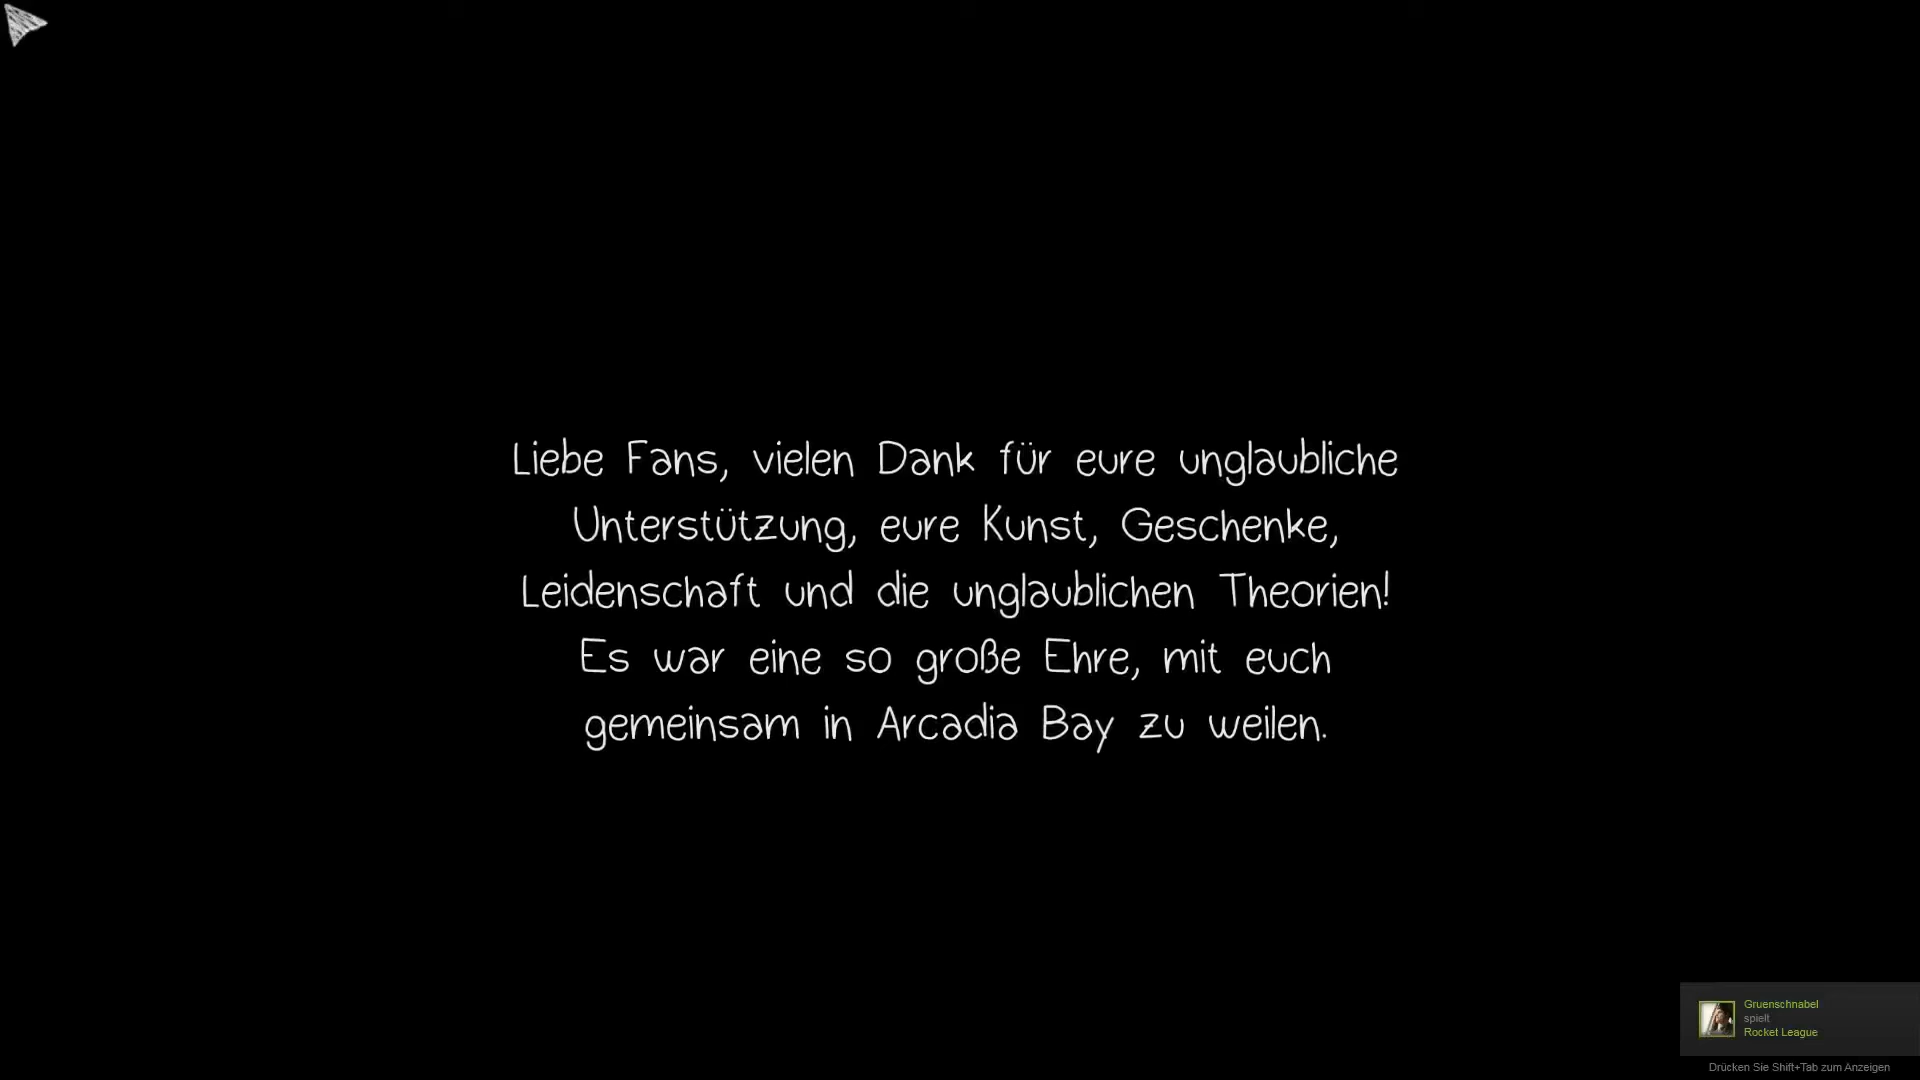 Liebe Fans, vielen Dank für eure unglaubliche
Unterstützung, eure Kunst, Geschenke,
Leidenschaft und die unglaublichen Theorien!
Es war eine so große Ehre, mit euch
gemeinsam in Arcadia Bay zu weilen.
Gruenschnabel
spielt
Rocket League
Drücken Sie Shift+Tab zum Anzeigen